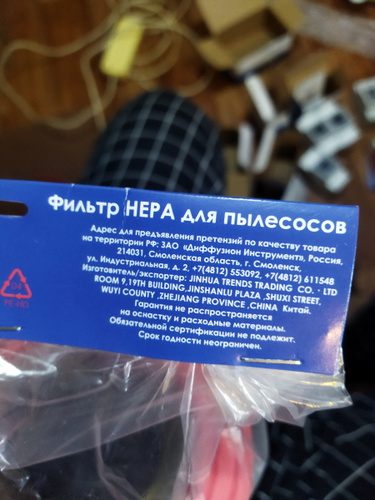 Фильтр HEPA для пылесосов
Адрес для предъявления претензий по качеству товара
на территории РФ: ЗАО «Диффузион Инструмент», Россия,
214031, Смоленская область, г. Смоленск,
ул. Индустриальная, д. 2, +7(4812) 553092, +7(4812) 611548
Изготовитель/экспортер: JINHUA TRENDS TRADING CO. - LTD
ROOM 9,19TH BUILDING,JINSHANLU PLAZA ,SHUXI STREET,
WUYI COUNTY ,ZHEJIANG PROVINCE ,CHINA Китай.
Гарантия не распространяется
на оснастку и расходные материалы.
Обязательной сертификации не подлежит.
Срок годности неограничен.
04